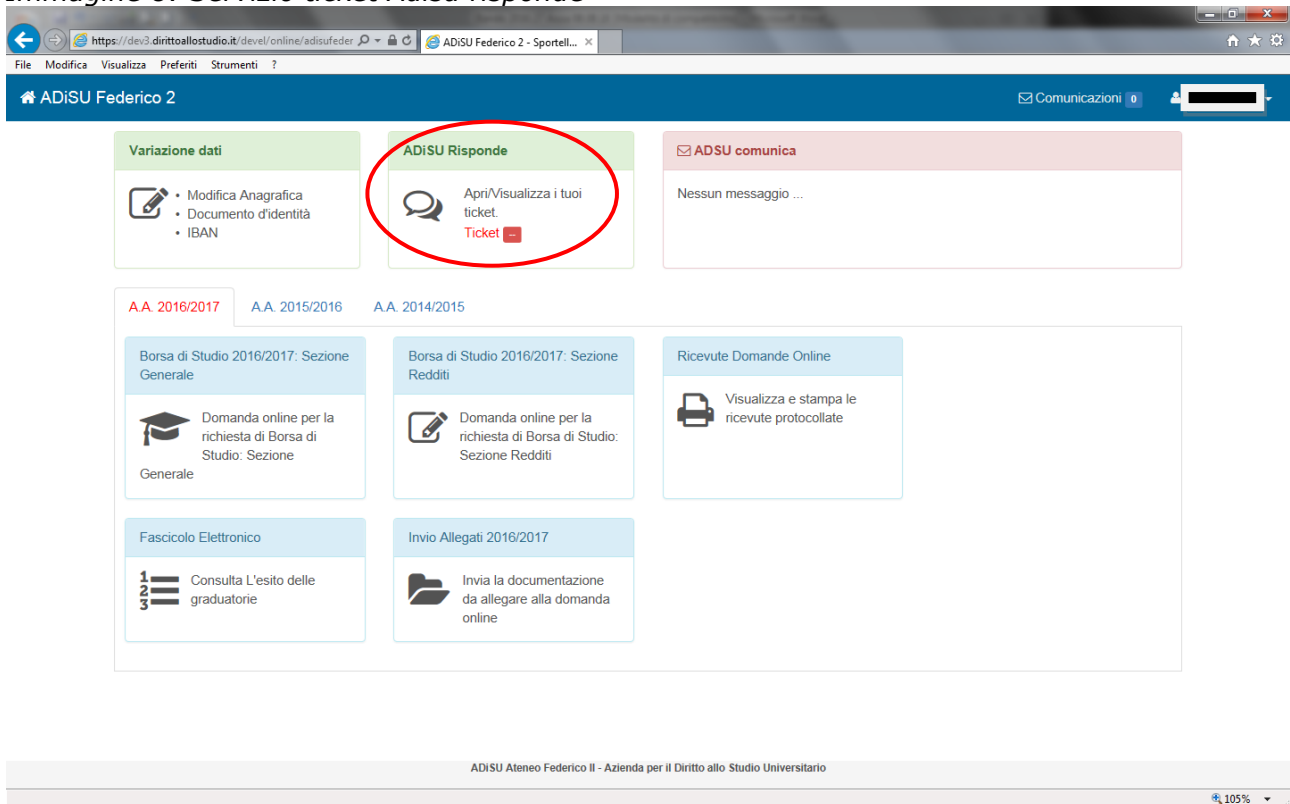 https://dev3.dirittoallostudio.it/devel/online/adisufeder
ADiSU Federico 2 - Sportell...
File Modifica Visualizza Preferiti Strumenti ?
ADiSU Federico 2
Comunicazioni 0
Variazione dati
• Modifica Anagrafica
• Documento d'identità
• IBAN
ADiSU Risponde
Apri/Visualizza i tuoi
ticket.
Ticket --
ADSU comunica
Nessun messaggio ...
A.A. 2016/2017 A.A. 2015/2016 A.A. 2014/2015
Borsa di Studio 2016/2017: Sezione
Generale
Domanda online per la
richiesta di Borsa di
Studio: Sezione
Generale
Borsa di Studio 2016/2017: Sezione
Redditi
Domanda online per la
richiesta di Borsa di Studio:
Sezione Redditi
Ricevute Domande Online
Visualizza e stampa le
ricevute protocollate
Fascicolo Elettronico
1
2
3
Consulta L'esito delle
graduatorie
Invio Allegati 2016/2017
Invia la documentazione
da allegare alla domanda
online
ADiSU Ateneo Federico II - Azienda per il Diritto allo Studio Universitario
105%